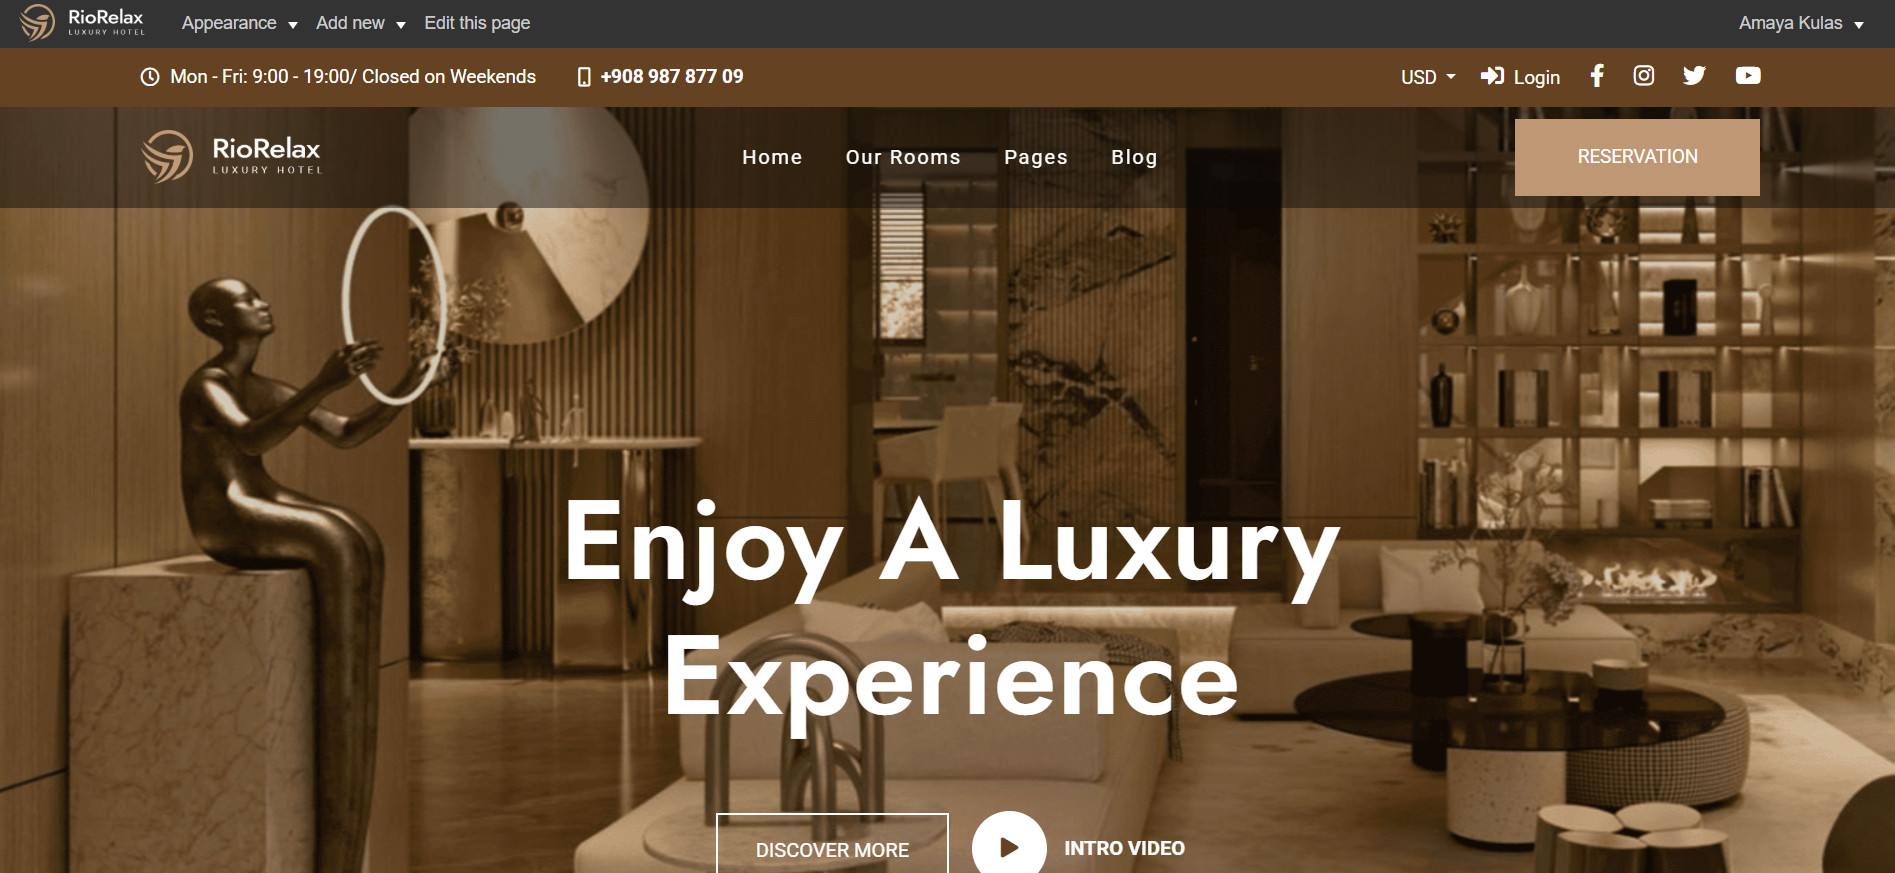 RioRelax
LUXURY HOTEL
Appearance Add new Edit this page Amaya Kulas
Mon - Fri: 9:00 - 19:00/ Closed on Weekends +908 987 877 09 USD Login
RioRelax
LUXURY HOTEL
Home Our Rooms Pages Blog RESERVATION
Enjoy A Luxury
Experience
DISCOVER MORE INTRO VIDEO